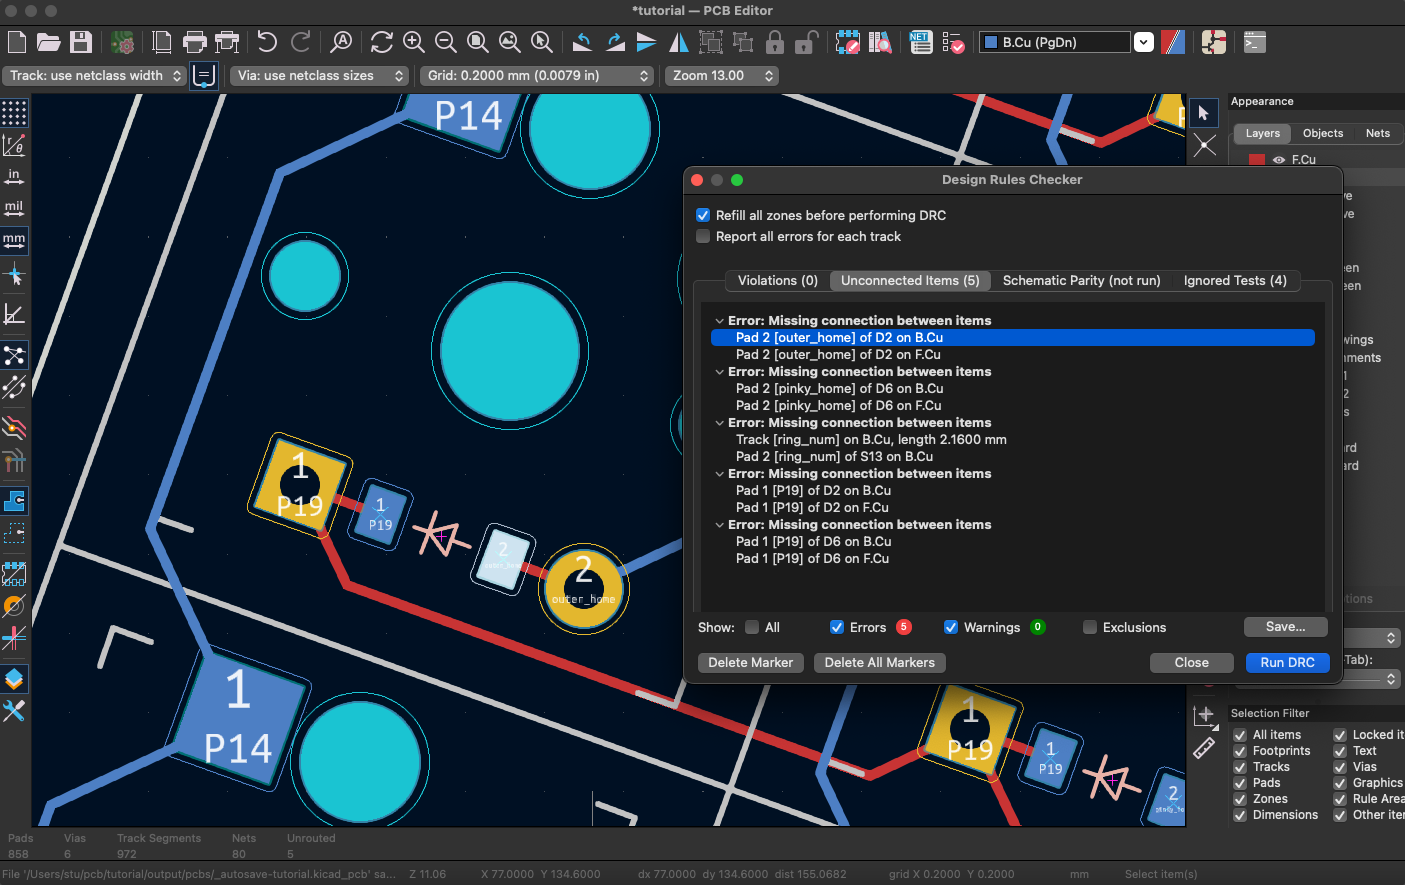 *tutorial — PCB Editor
B.Cu (PgDn)
NET
Track: use netclass width
Via: use netclass sizes
Grid: 0.2000 mm (0.0079 in)
Zoom 13.00
Appearance
Layers Objects Nets
F.Cu
in
mil
mm
P14
Design Rules Checker
Refill all zones before performing DRC
Report all errors for each track
Violations (0)
Unconnected Items (5)
Schematic Parity (not run)
Ignored Tests (4)
Error: Missing connection between items
Pad 2 [outer_home] of D2 on B.Cu
Pad 2 [outer_home] of D2 on F.Cu
Error: Missing connection between items
Pad 2 [pinky_home] of D6 on B.Cu
Pad 2 [pinky_home] of D6 on F.Cu
Error: Missing connection between items
Track [ring_num] on B.Cu, length 2.1600 mm
Pad 2 [ring_num] of S13 on B.Cu
Error: Missing connection between items
Pad 1 [P19] of D2 on B.Cu
Pad 1 [P19] of D2 on F.Cu
Error: Missing connection between items
Pad 1 [P19] of D6 on B.Cu
Pad 1 [P19] of D6 on F.Cu
Show: All Errors 5 Warnings 0 Exclusions Save...
Delete Marker Delete All Markers Close Run DRC
1
P19
1
P19
2
2
outer_home
1
P14
1
P19
1
P19
2
-Tab):
Selection Filter
All items Locked it
Footprints Text
Tracks Vias
Pads Graphics
Zones Rule Area
Dimensions Other iter
Pads Vias Track Segments Nets Unrouted
858 6 972 80 5
File '/Users/stu/pcb/tutorial/output/pcbs/_autosave-tutorial.kicad_pcb' sa... Z 11.06 X 77.0000 Y 134.6000 dx 77.0000 dy 134.6000 dist 155.0682 grid X 0.2000 Y 0.2000 mm Select item(s)